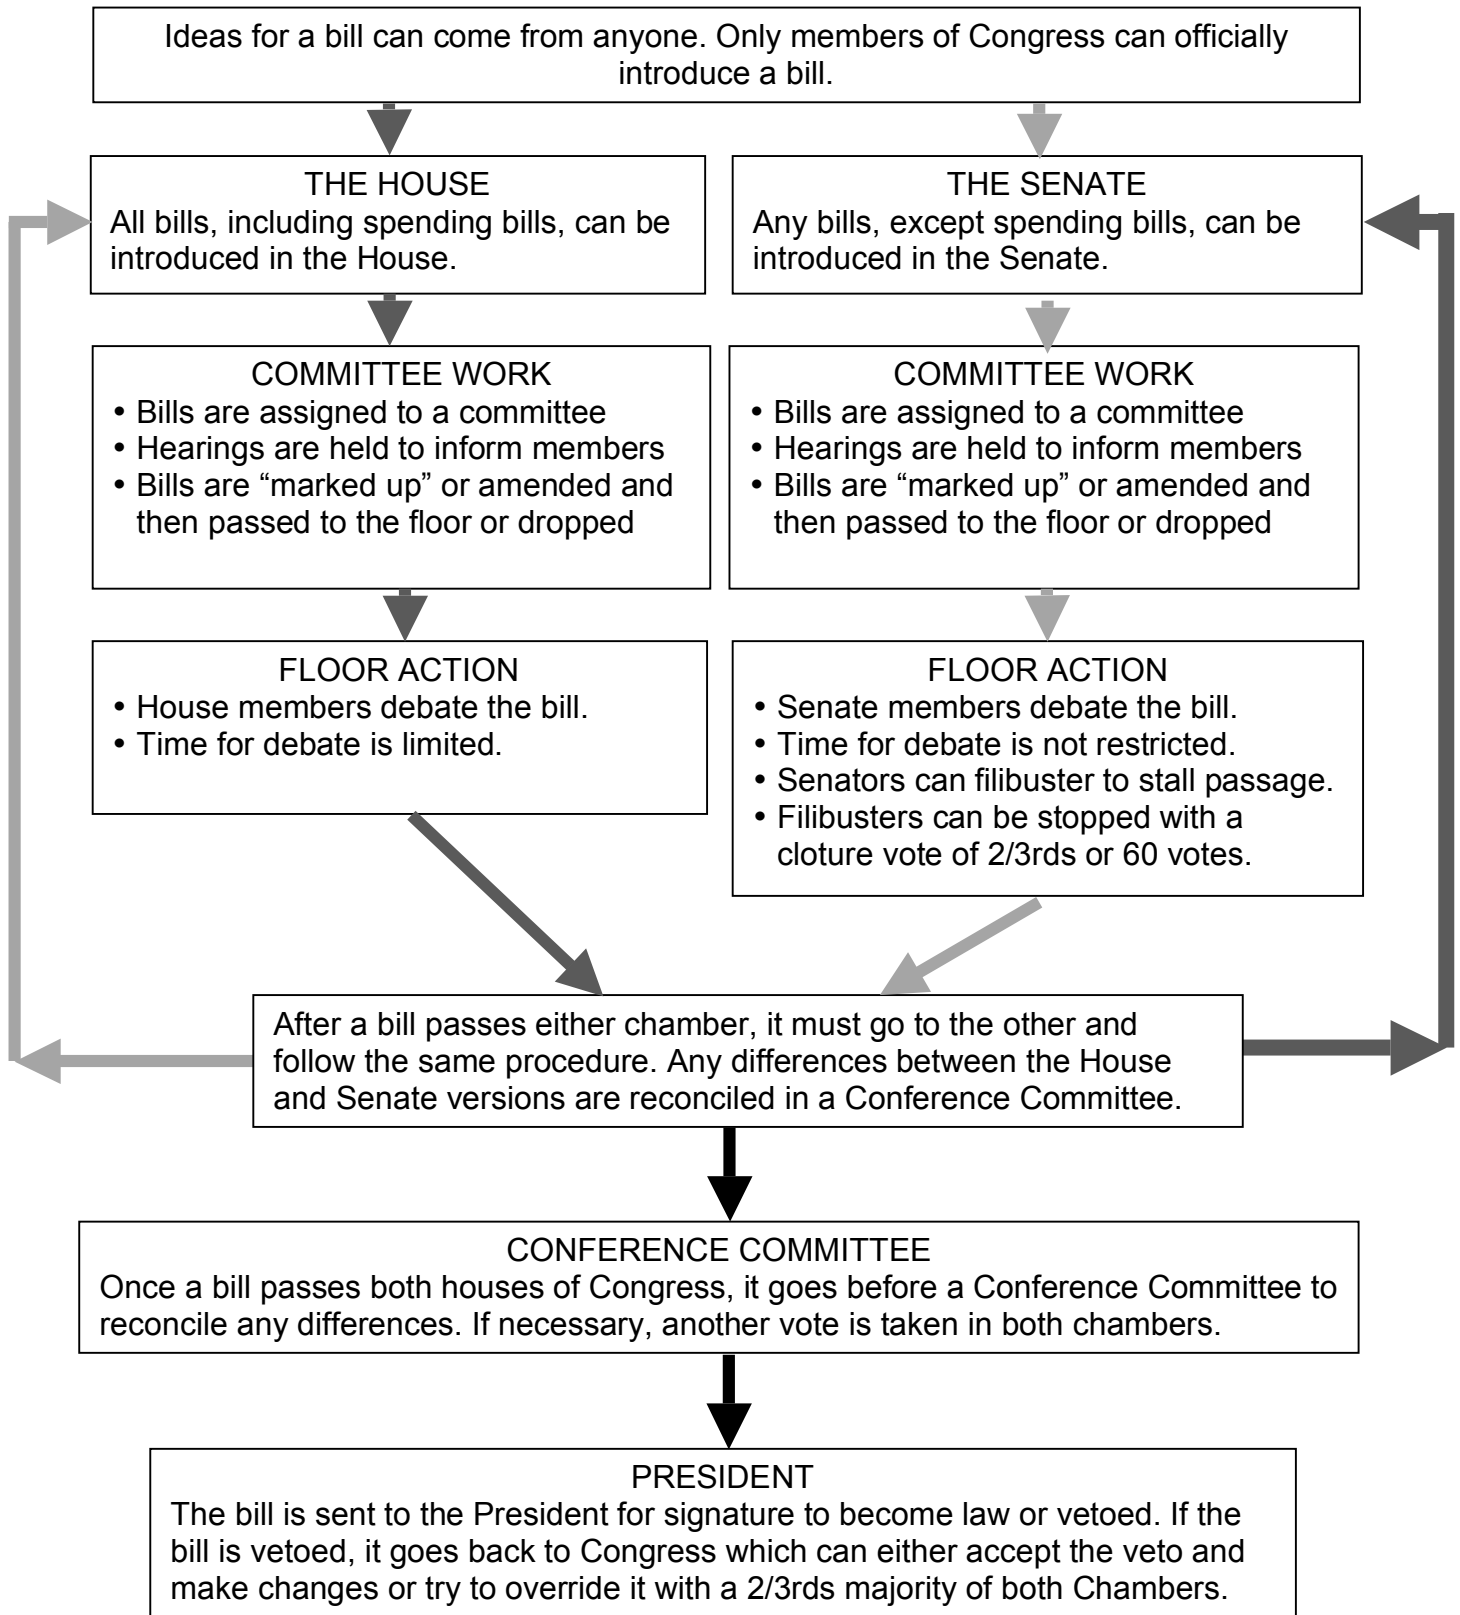 Ideas for a bill can come from anyone. Only members of Congress can officially
introduce a bill.
THE HOUSE
All bills, including spending bills, can be
introduced in the House.
THE SENATE
Any bills, except spending bills, can be
introduced in the Senate.
COMMITTEE WORK
• Bills are assigned to a committee
• Hearings are held to inform members
• Bills are “marked up” or amended and
then passed to the floor or dropped
COMMITTEE WORK
• Bills are assigned to a committee
• Hearings are held to inform members
• Bills are “marked up” or amended and
then passed to the floor or dropped
FLOOR ACTION
• House members debate the bill.
• Time for debate is limited.
FLOOR ACTION
• Senate members debate the bill.
• Time for debate is not restricted.
• Senators can filibuster to stall passage.
• Filibusters can be stopped with a
cloture vote of 2/3rds or 60 votes.
After a bill passes either chamber, it must go to the other and
follow the same procedure. Any differences between the House
and Senate versions are reconciled in a Conference Committee.
CONFERENCE COMMITTEE
Once a bill passes both houses of Congress, it goes before a Conference Committee to
reconcile any differences. If necessary, another vote is taken in both chambers.
PRESIDENT
The bill is sent to the President for signature to become law or vetoed. If the
bill is vetoed, it goes back to Congress which can either accept the veto and
make changes or try to override it with a 2/3rds majority of both Chambers.